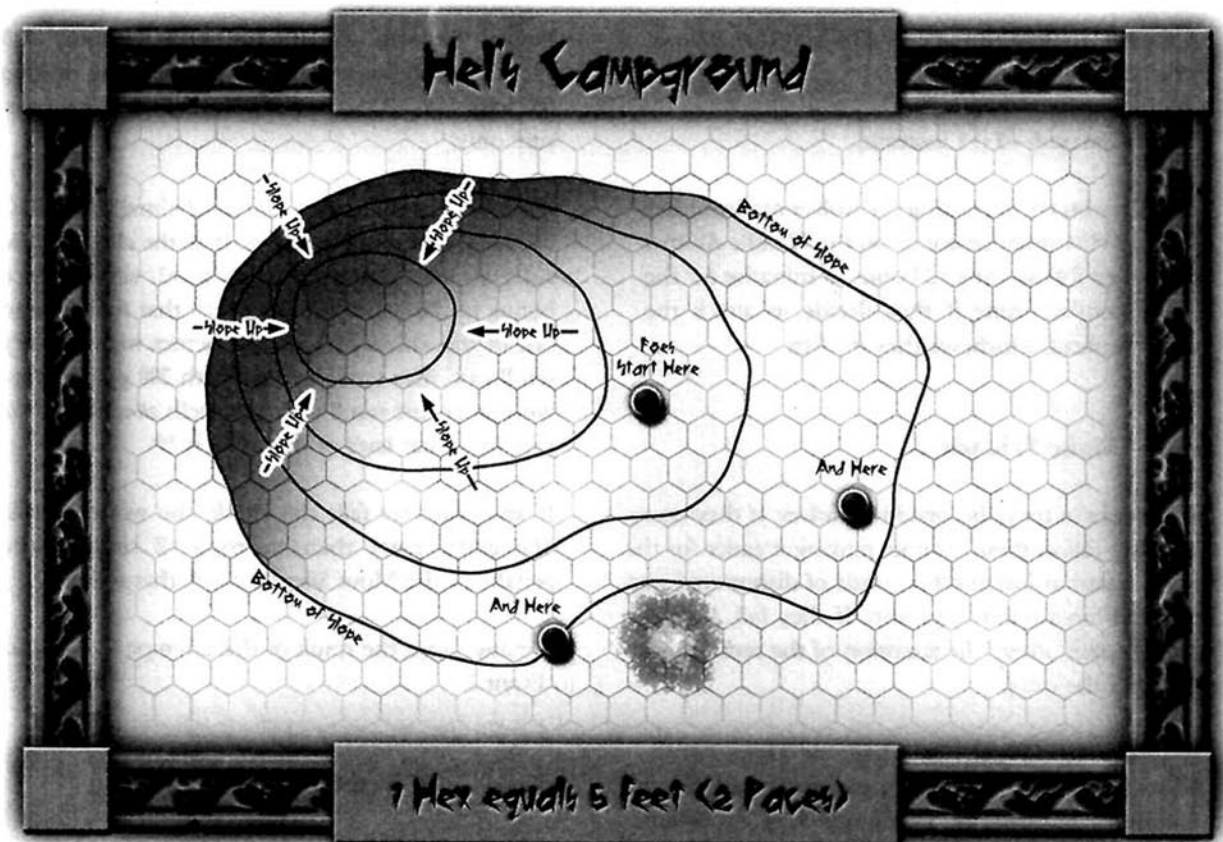 Hel's Campground
Slope Up
Slope Up
Bottom of Slope
Slope Up
Slope Up
Foes
Start Here
Slope Up
Slope Up
And Here
Bottom of Slope
And Here
1 Hex equals 5 feet (2 Paces)